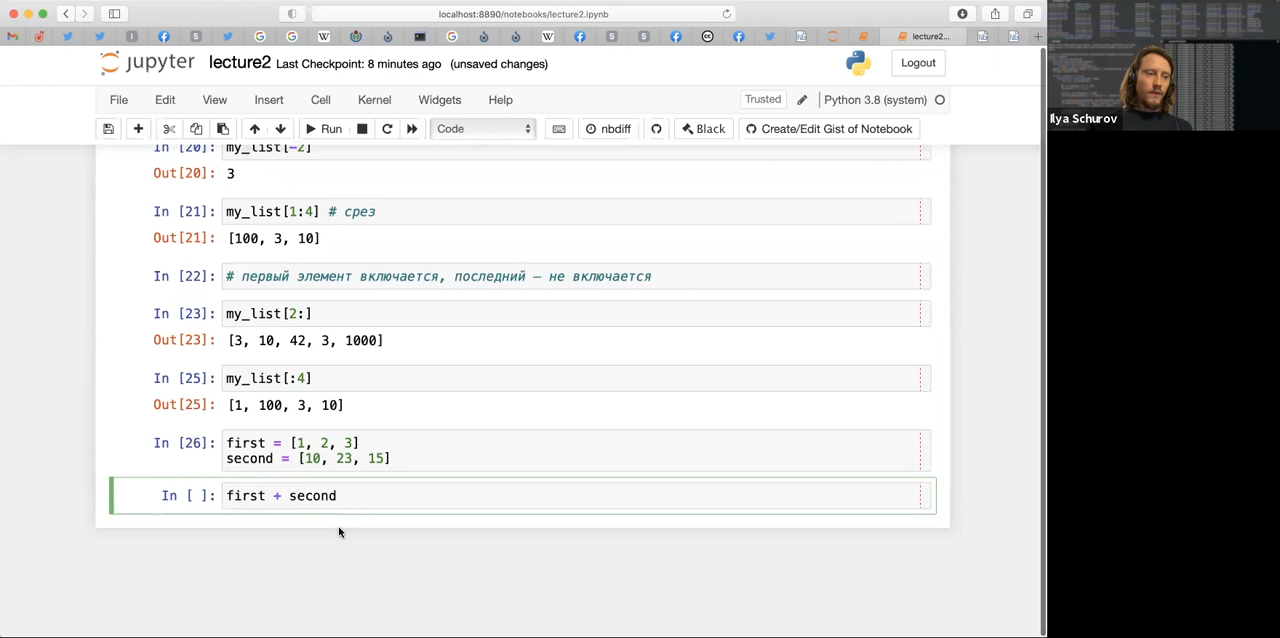 localhost:8890/notebooks/lecture2.ipynb
lecture2...
jupyter lecture2 Last Checkpoint: 8 minutes ago (unsaved changes)
Logout
File Edit View Insert Cell Kernel Widgets Help
Trusted Python 3.8 (system)
Run Code nbdiff Black Create/Edit Gist of Notebook
In [20]: my_list[-2]
Out[20]: 3
In [21]: my_list[1:4] # срез
Out[21]: [100, 3, 10]
In [22]: # первый элемент включается, последний — не включается
In [23]: my_list[2:]
Out[23]: [3, 10, 42, 3, 1000]
In [25]: my_list[:4]
Out[25]: [1, 100, 3, 10]
In [26]: first = [1, 2, 3]
second = [10, 23, 15]
In [ ]: first + second
Ilya Schurov